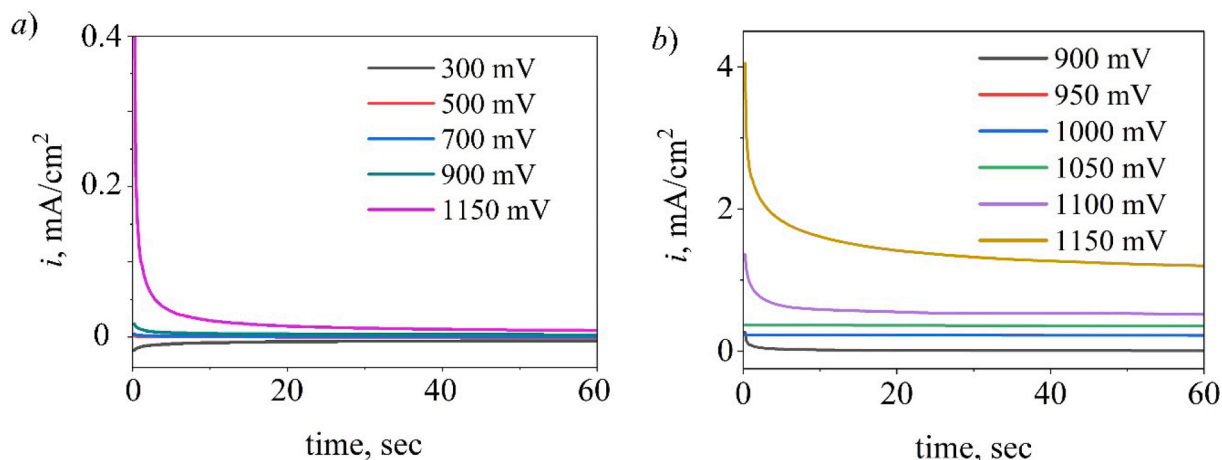 a)
i, mA/cm²
0.4
0.2
0
300 mV
500 mV
700 mV
900 mV
1150 mV
0
20
40
60
time, sec
b)
i, mA/cm²
4
2
0
900 mV
950 mV
1000 mV
1050 mV
1100 mV
1150 mV
0
20
40
60
time, sec